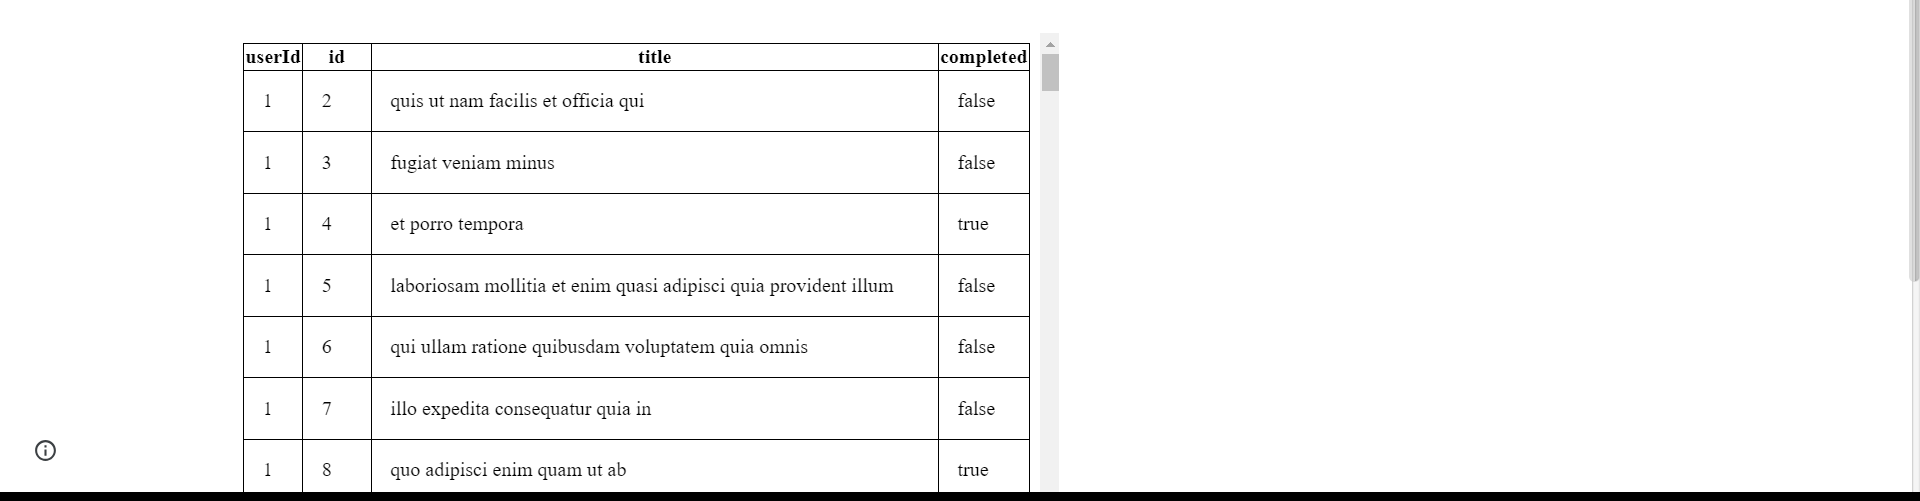 userId id title completed
1 2 quis ut nam facilis et officia qui false
1 3 fugiat veniam minus false
1 4 et porro tempora true
1 5 laboriosam mollitia et enim quasi adipisci quia provident illum false
1 6 qui ullam ratione quibusdam voluptatem quia omnis false
1 7 illo expedita consequatur quia in false
1 8 quo adipisci enim quam ut ab true